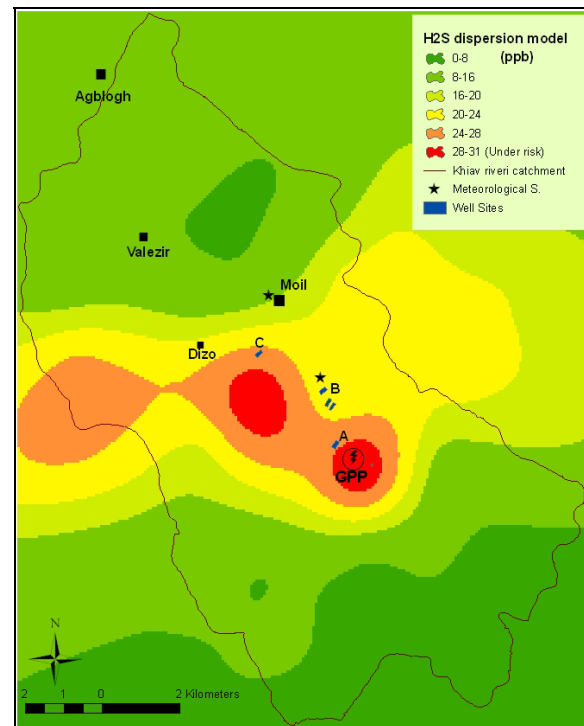 H2S dispersion model
(ppb)
0-8
8-16
16-20
20-24
24-28
28-31 (Under risk)
Khiav riveri catchment
Meteorological S.
Well Sites
Agblogh
Valezir
Moil
Dizo
C
B
A
GPP
N
2 1 0 2 Kilometers